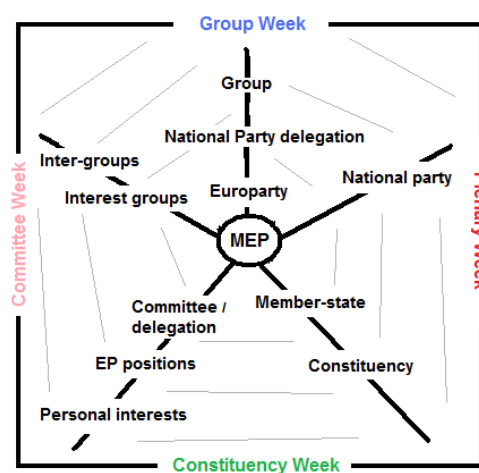 Group Week
Group
National Party delegation
Inter-groups
National party
Interest groups
Europarty
MEP
Committee Week
Week
Committee /
delegation
Member-state
EP positions
Constituency
Personal interests
Constituency Week